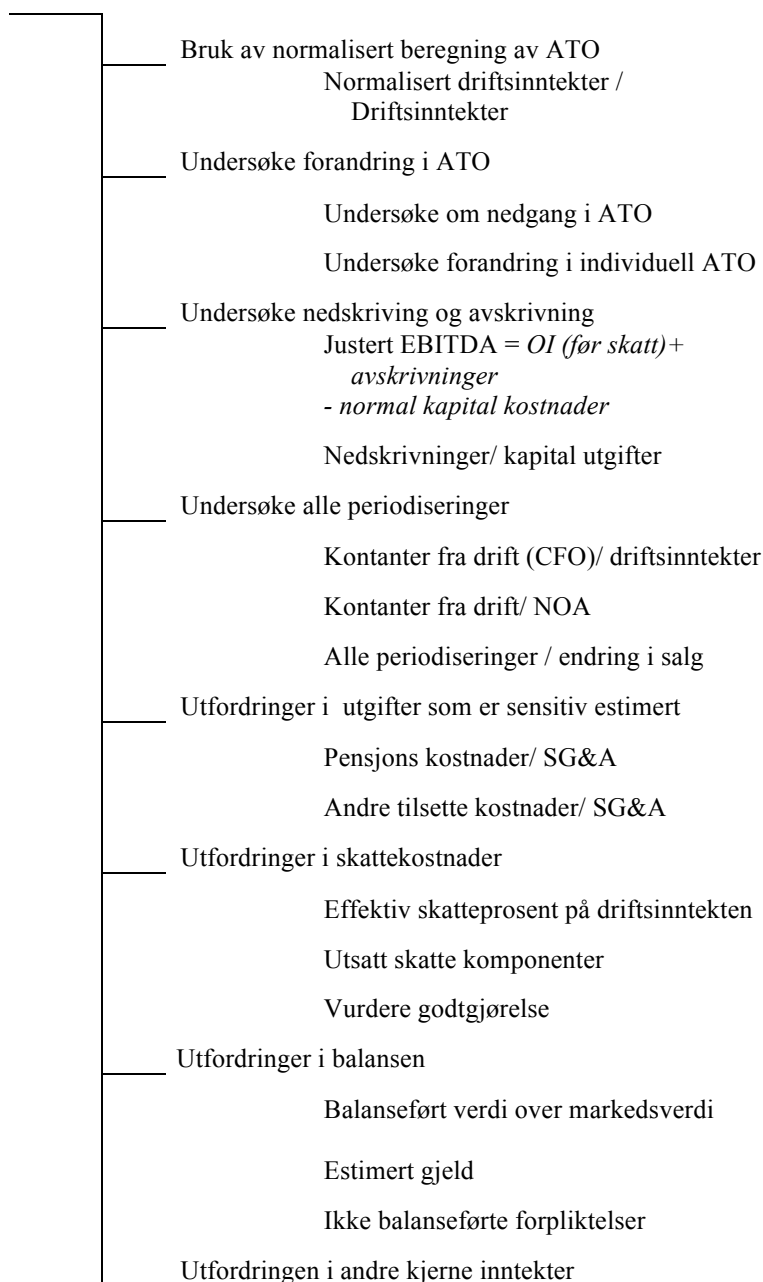 Bruk av normalisert beregning av ATO
Normalisert driftsinntekter /
Driftsinntekter
Undersøke forandring i ATO
Undersøke om nedgang i ATO
Undersøke forandring i individuell ATO
Undersøke nedskriving og avskrivning
Justert EBITDA = OI (før skatt)+
avskrivninger
- normal kapital kostnader
Nedskrivninger/ kapital utgifter
Undersøke alle periodiseringer
Kontanter fra drift (CFO)/ driftsinntekter
Kontanter fra drift/ NOA
Alle periodiseringer / endring i salg
Utfordringer i  utgifter som er sensitiv estimert
Pensjons kostnader/ SG&A
Andre tilsette kostnader/ SG&A
Utfordringer i skattekostnader
Effektiv skatteprosent på driftsinntekten
Utsatt skatte komponenter
Vurdere godtgjørelse
Utfordringer i balansen
Balanseført verdi over markedsverdi
Estimert gjeld
Ikke balanseførte forpliktelser
Utfordringen i andre kjerne inntekter